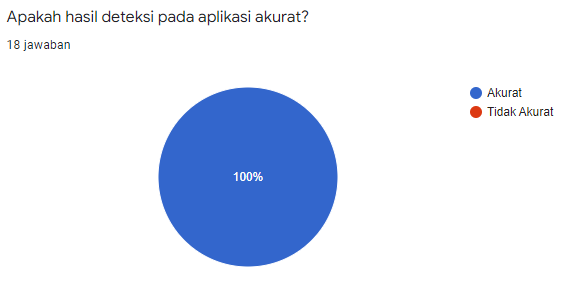 Apakah hasil deteksi pada aplikasi akurat?
18 jawaban
Akurat
Tidak Akurat
100%